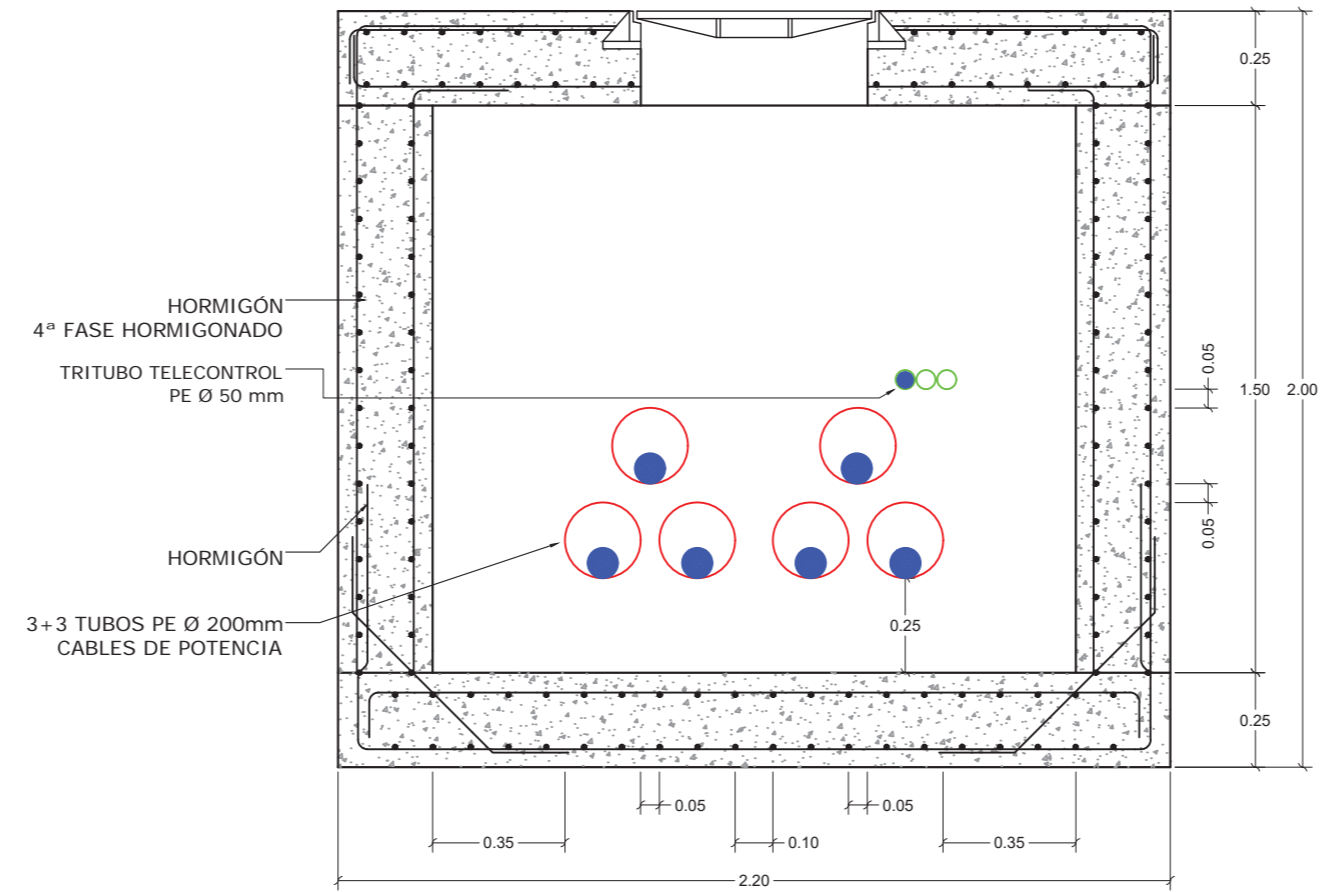 0.25
HORMIGÓN
4ª FASE HORMIGONADO
TRITUBO TELECONTROL
PE Ø 50 mm
0.05
1.50
2.00
HORMIGÓN
0.05
3+3 TUBOS PE Ø 200mm
CABLES DE POTENCIA
0.25
0.25
0.05
0.05
0.35
0.10
0.35
2.20